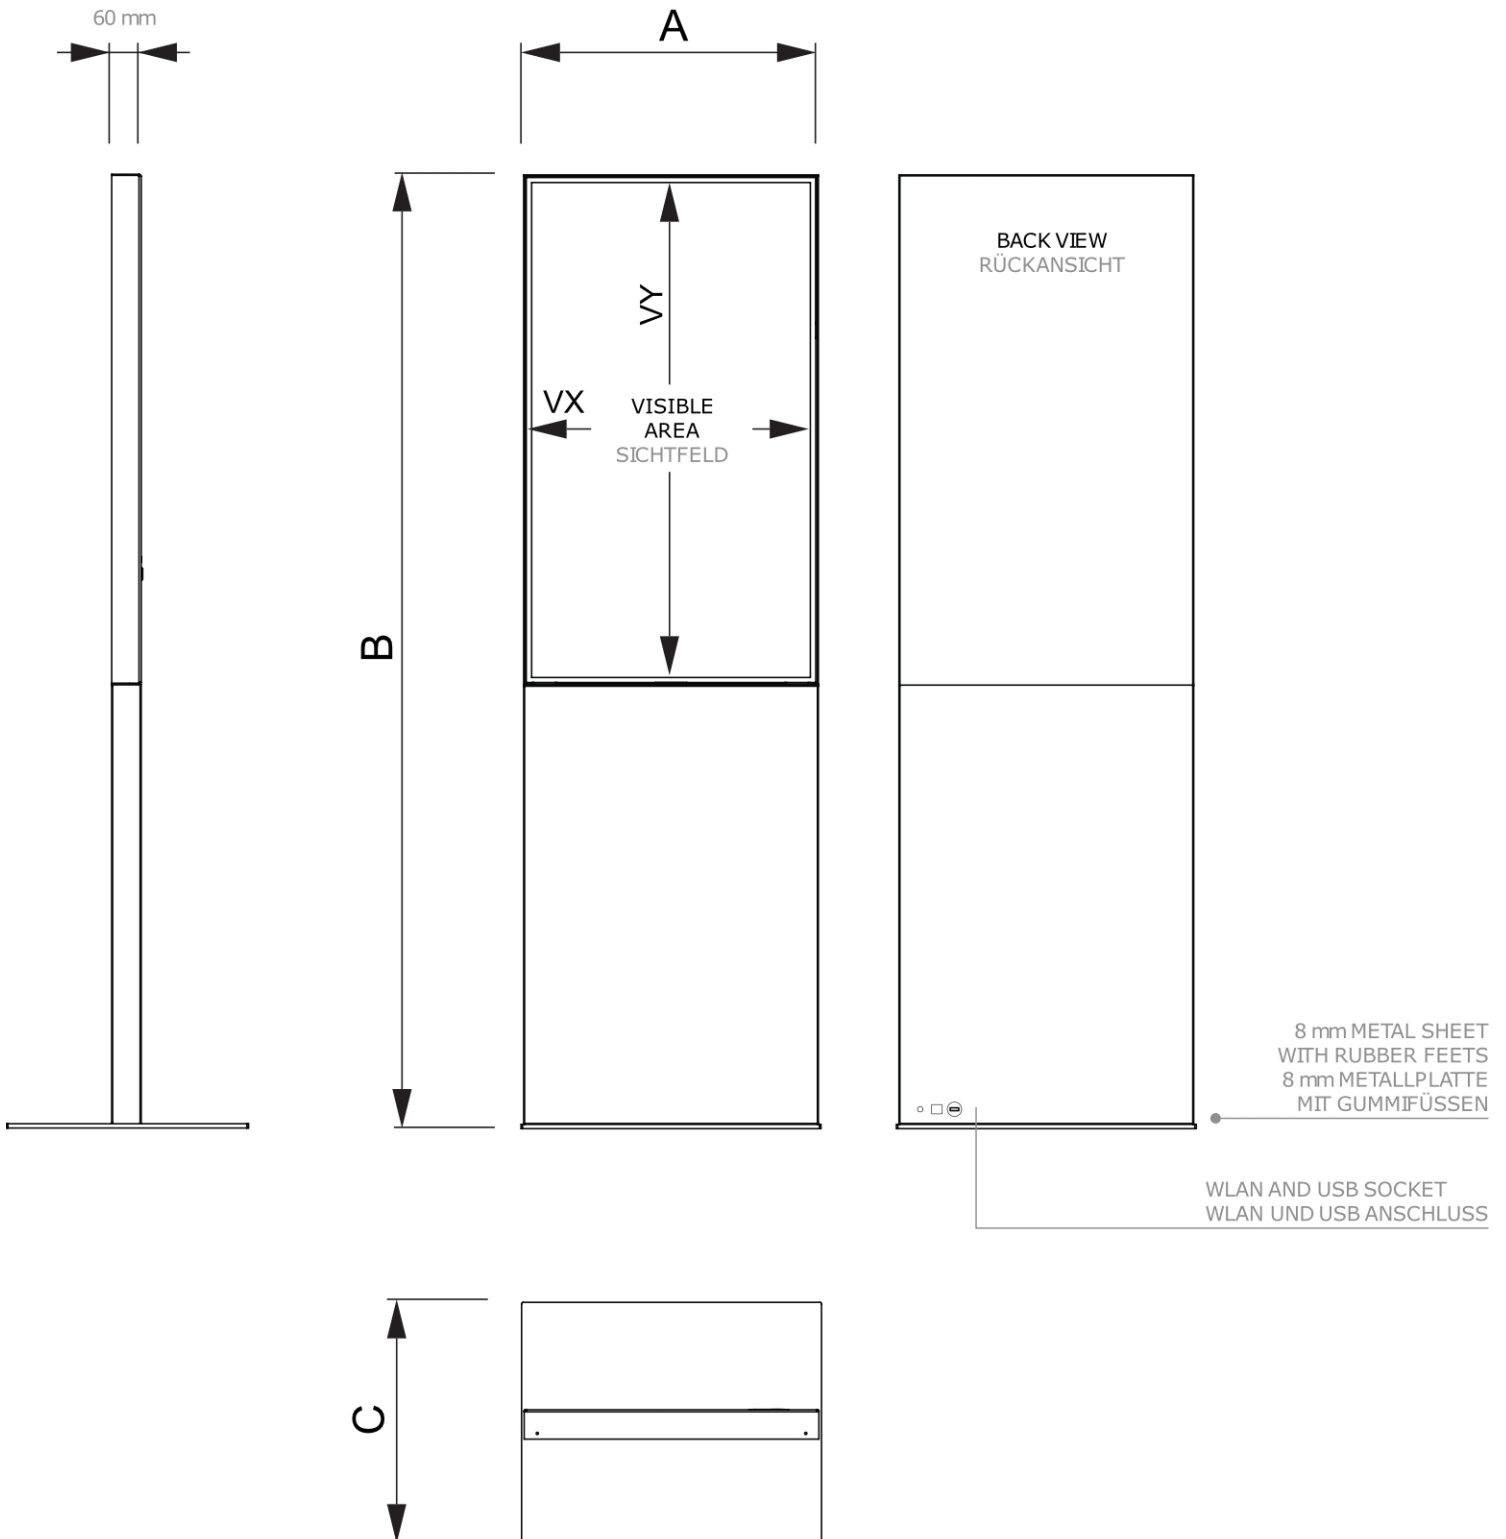 60 mm
A
BACK VIEW
RÜCKANSICHT
VY
VX
VISIBLE
AREA
SICHTFELD
B
8 mm METAL SHEET
WITH RUBBER FEETS
8 mm METALLPLATTE
MIT GUMMIFÜSSEN
WLAN AND USB SOCKET
WLAN UND USB ANSCHLUSS
C